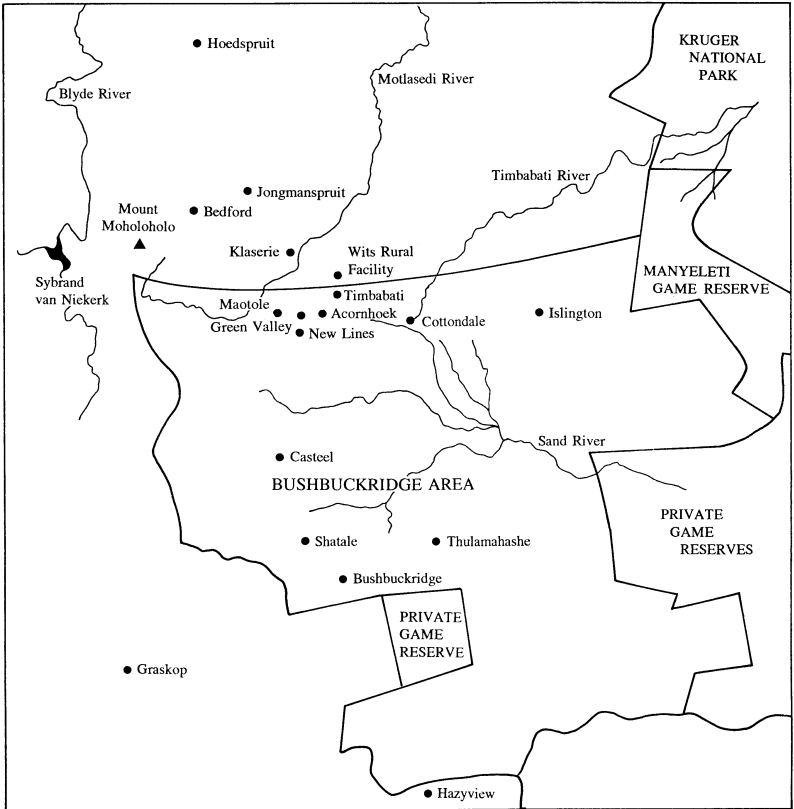 Hoedspruit
KRUGER
NATIONAL
PARK
Motlasedi River
Blyde River
Timbabati River
Jongmanspruit
Bedford
Mount
Moholoholo
Klaserie
Wits Rural
Facility
Sybrand
van Niekerk
MANYELETI
GAME RESERVE
Timbabati
Maotole
Acornhoek
Green Valley
New Lines
Cottondale
Islington
Sand River
Casteel
BUSHBUCKRIDGE AREA
PRIVATE
GAME
RESERVES
Shatale
Thulamahashe
Bushbuckridge
PRIVATE
GAME
RESERVE
Graskop
Hazyview